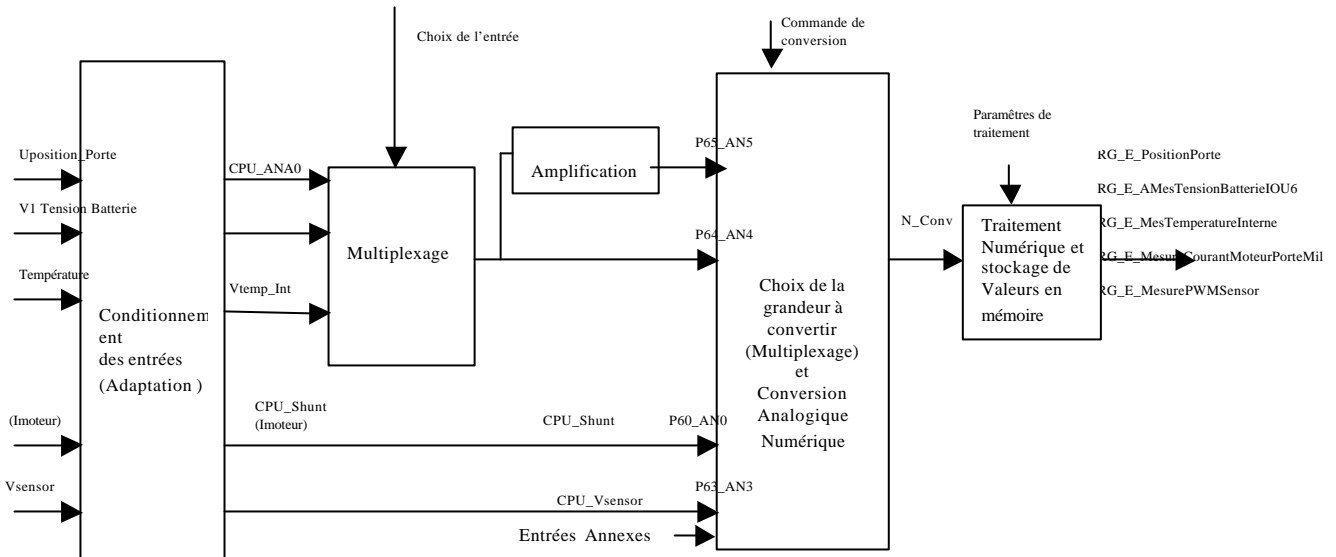 Choix de l'entrée
Commande de
conversion
Paramêtres de
traitement
Uposition_Porte
V1 Tension Batterie
Température
(Imoteur)
Vsensor
Conditionnem
ent
des entrées
(Adaptation )
CPU_ANA0
Vtemp_Int
Multiplexage
Amplification
P65_AN5
P64_AN4
CPU_Shunt
(Imoteur)
CPU_Shunt
P60_AN0
CPU_Vsensor
P63_AN3
Entrées Annexes
Choix de la
grandeur à
convertir
(Multiplexage)
et
Conversion
Analogique
Numérique
N_Conv
Traitement
Numérique et
stockage de
Valeurs en
mémoire
RG_E_PositionPorte
RG_E_AMesTensionBatterieIOU6
RG_E_MesTemperatureInterne
RG_E_MesureCourantMoteurPorteMil
RG_E_MesurePWMSensor